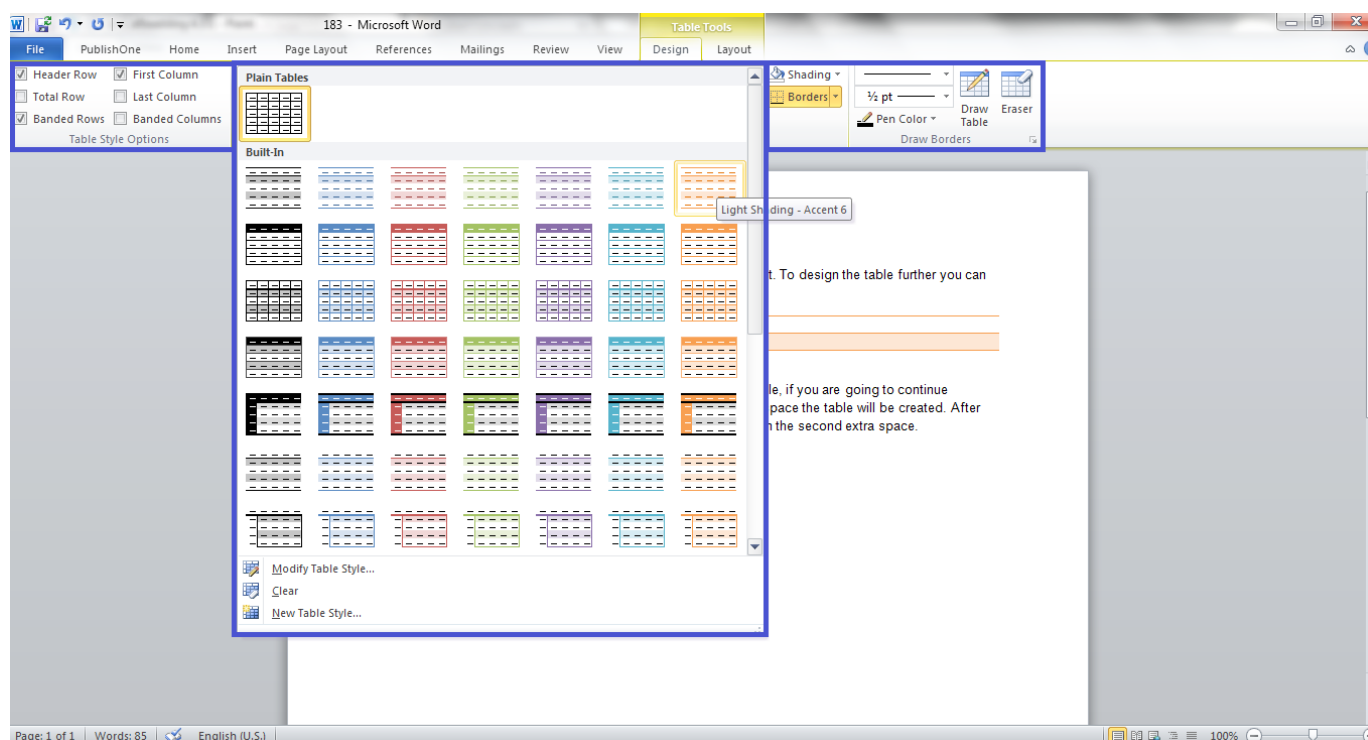 183 - Microsoft Word
Table Tools
File PublishOne Home Insert Page Layout References Mailings Review View Design Layout
Header Row First Column
Total Row Last Column
Banded Rows Banded Columns
Table Style Options
Plain Tables
Built-In
Light Shading - Accent 6
Modify Table Style...
Clear
New Table Style...
Shading
Borders
½ pt
Pen Color
Draw Table
Eraser
Draw Borders
t. To design the table further you can
le, if you are going to continue
pace the table will be created. After
n the second extra space.
Page: 1 of 1 Words: 85 English (U.S.) 100%